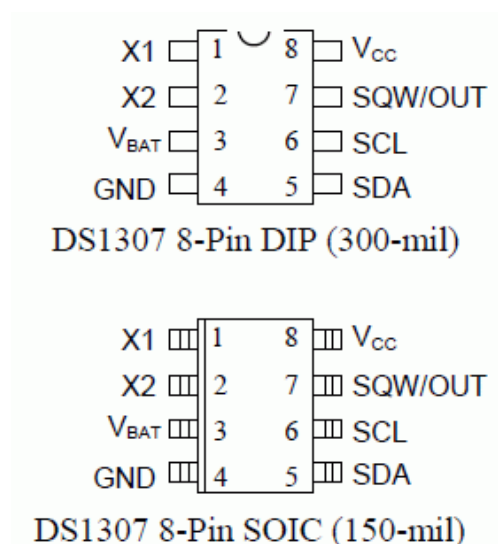 X1 1 8 VCC
X2 2 7 SQW/OUT
VBAT 3 6 SCL
GND 4 5 SDA
DS1307 8-Pin DIP (300-mil)
X1 1 8 VCC
X2 2 7 SQW/OUT
VBAT 3 6 SCL
GND 4 5 SDA
DS1307 8-Pin SOIC (150-mil)